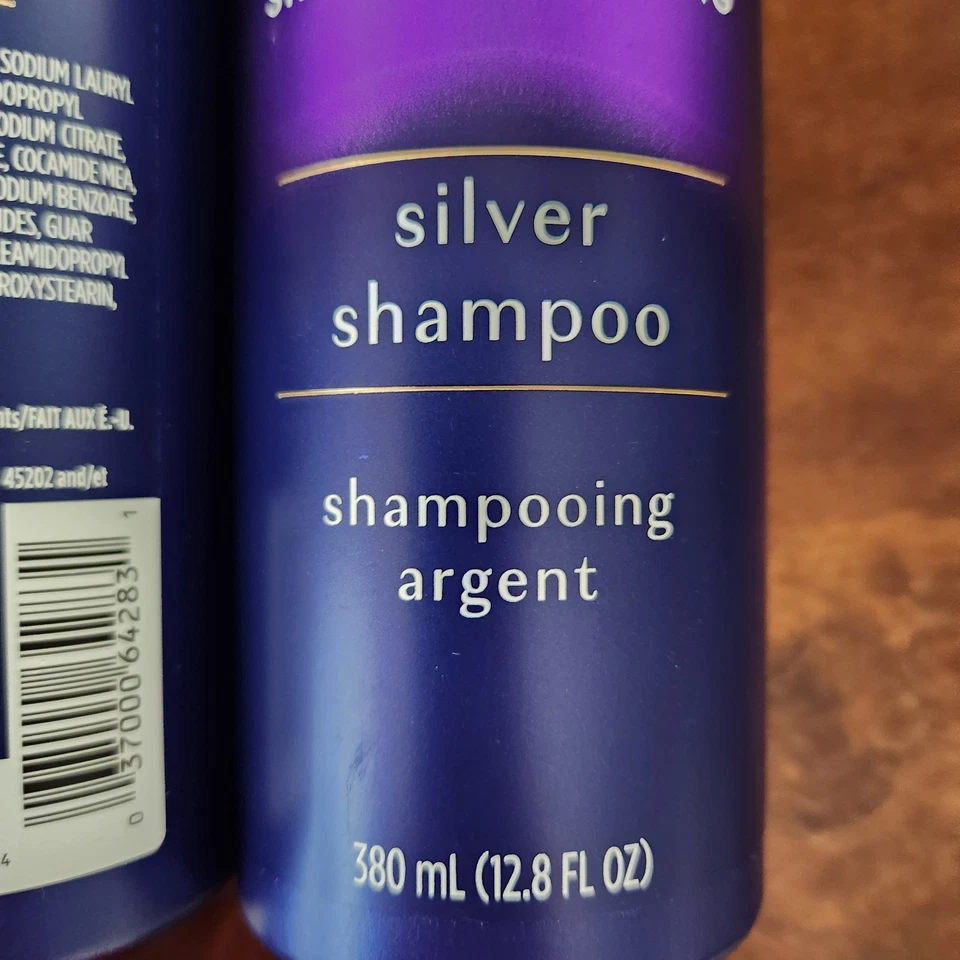 SODIUM LAURYL
DOPROPYL
ODIUM CITRATE,
E, COCAMIDE MEA,
ODIUM BENZOATE,
IDES, GUAR
EAMIDOPROPYL
ROXYSTEARIN,
nts/FAIT AUX É.-U.
45202 and/et
0 37000 64283 1
4
silver
shampoo
shampooing
argent
380 mL (12.8 FL OZ)